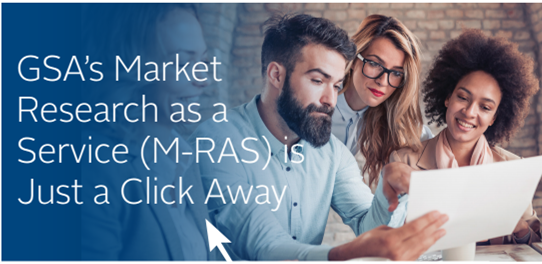 GSA's Market
Research as a
Service (M-RAS) is
Just a Click Away